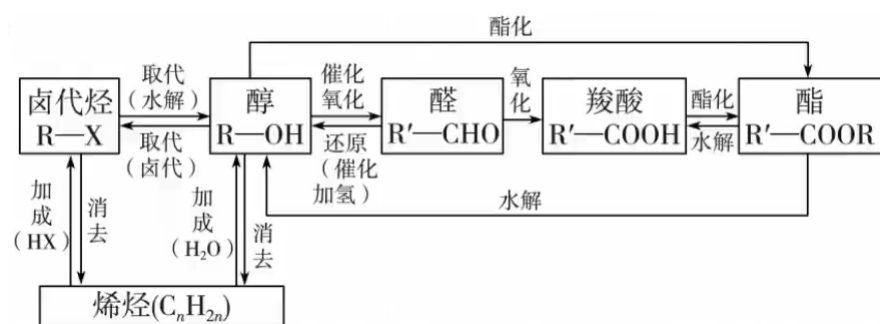 酯化
卤代烃
R—X
取代
（水解）
取代
（卤代）
醇
R—OH
催化
氧化
还原
（催化
加氢）
醛
R′—CHO
氧
化
羧酸
R′—COOH
酯化
水解
酯
R′—COOR
水解
加
成
（HX）
消
去
加
成
（H₂O）
消
去
烯烃(CₙH₂ₙ)